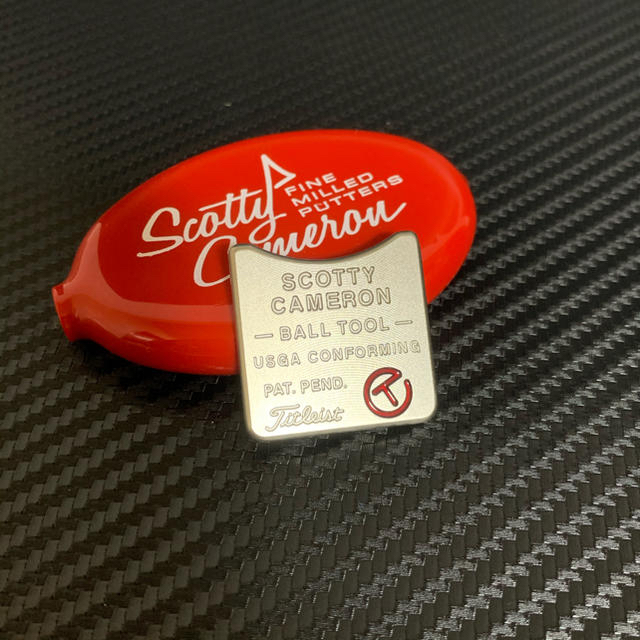 Scotty
Cameron
FINE
MILLED
PUTTERS
SCOTTY
CAMERON
— BALL TOOL —
USGA CONFORMING
PAT. PEND.
Titleist
T